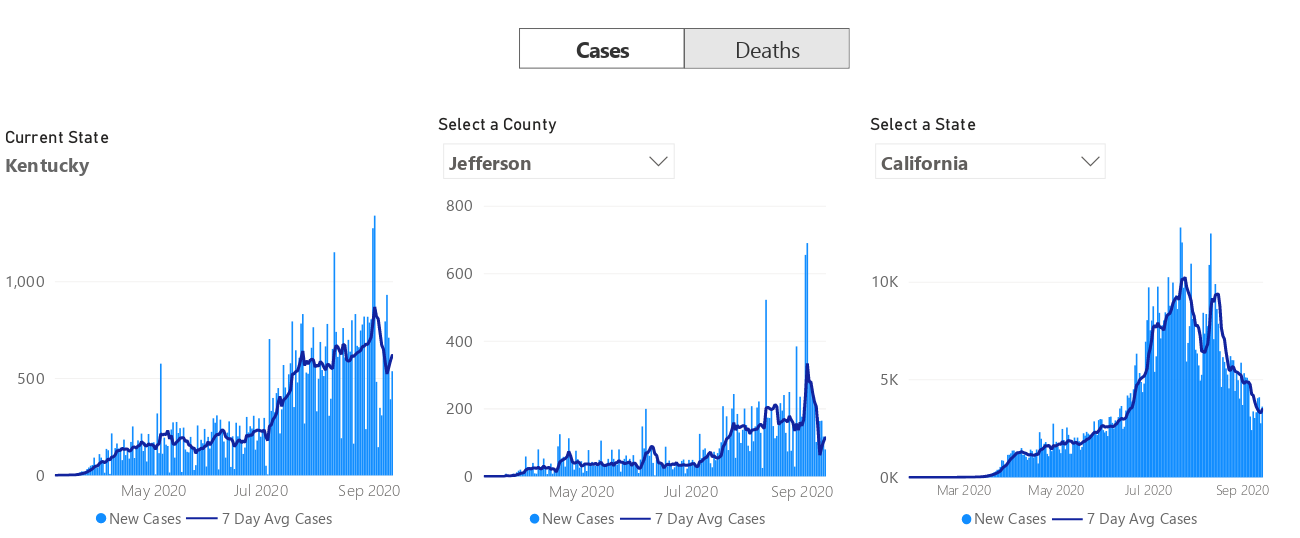 Cases Deaths
Current State
Kentucky
1,000
500
0
May 2020 Jul 2020 Sep 2020
New Cases 7 Day Avg Cases
Select a County
Jefferson
800
600
400
200
0
May 2020 Jul 2020 Sep 2020
New Cases 7 Day Avg Cases
Select a State
California
10K
5K
0K
Mar 2020 May 2020 Jul 2020 Sep 2020
New Cases 7 Day Avg Cases